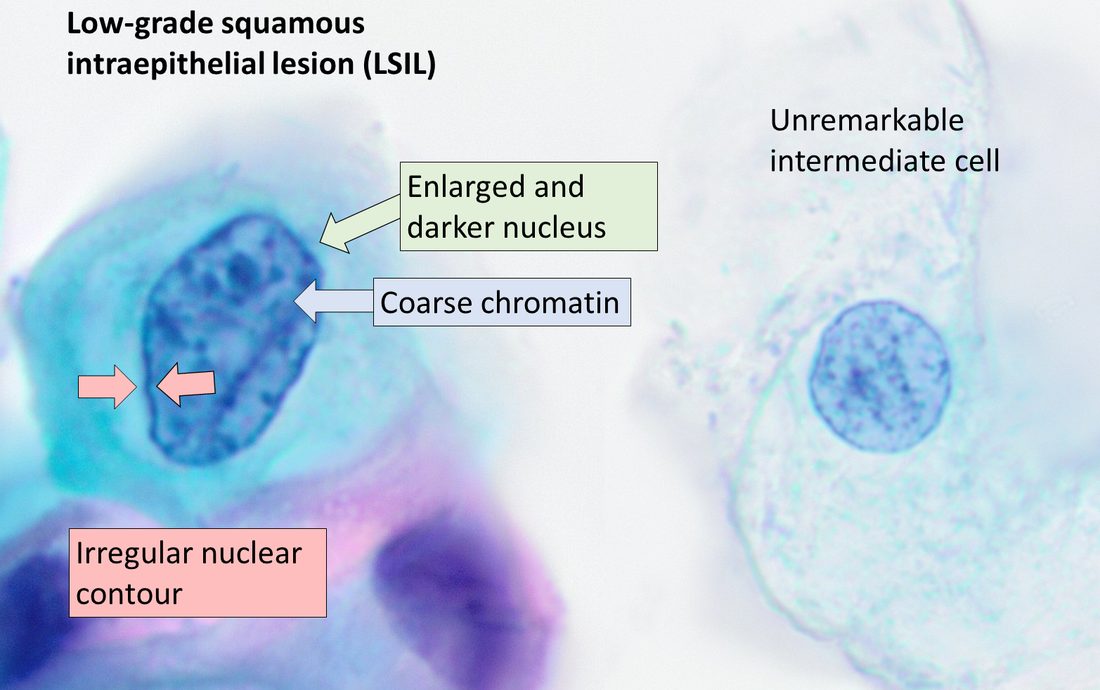 Low-grade squamous
intraepithelial lesion (LSIL)
Unremarkable
intermediate cell
Enlarged and
darker nucleus
Coarse chromatin
Irregular nuclear
contour